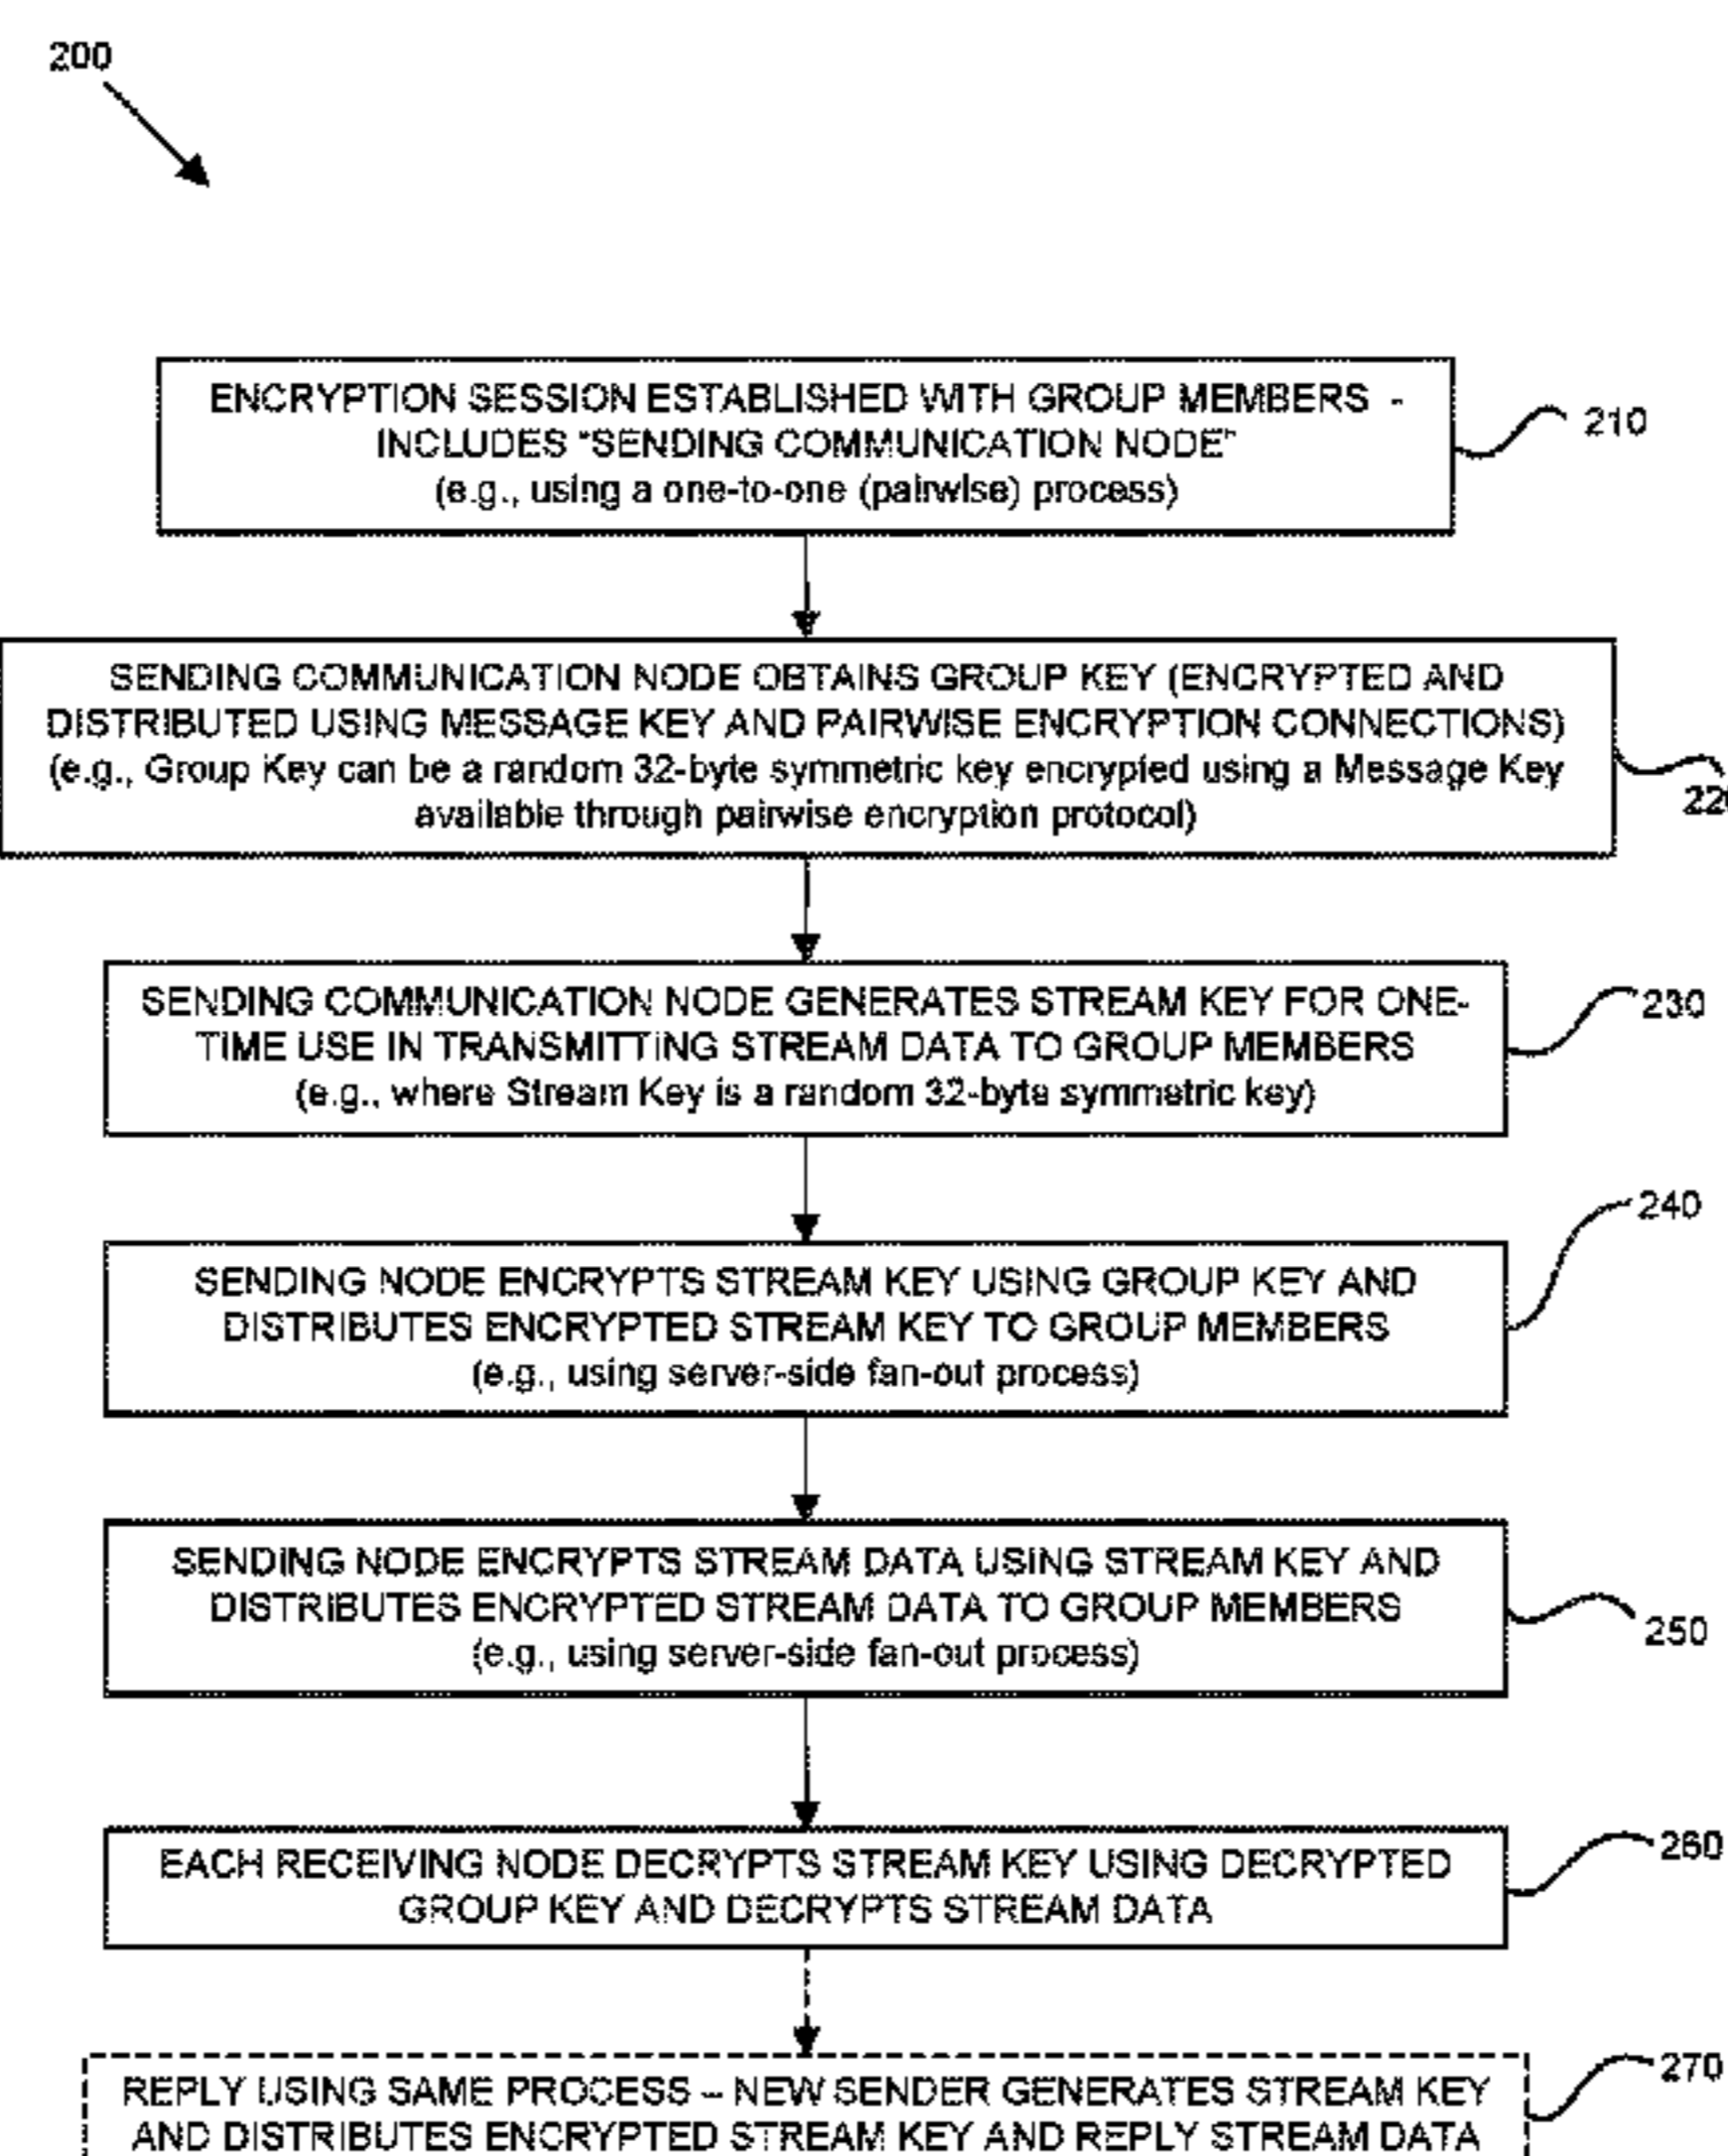 200
ENCRYPTION SESSION ESTABLISHED WITH GROUP MEMBERS -
INCLUDES "SENDING COMMUNICATION NODE"
(e.g., using a one-to-one (pairwise) process)
210
SENDING COMMUNICATION NODE OBTAINS GROUP KEY (ENCRYPTED AND
DISTRIBUTED USING MESSAGE KEY AND PAIRWISE ENCRYPTION CONNECTIONS)
(e.g., Group Key can be a random 32-byte symmetric key encrypted using a Message Key
available through pairwise encryption protocol)
220
SENDING COMMUNICATION NODE GENERATES STREAM KEY FOR ONE-
TIME USE IN TRANSMITTING STREAM DATA TO GROUP MEMBERS
(e.g., where Stream Key is a random 32-byte symmetric key)
230
SENDING NODE ENCRYPTS STREAM KEY USING GROUP KEY AND
DISTRIBUTES ENCRYPTED STREAM KEY TO GROUP MEMBERS
(e.g., using server-side fan-out process)
240
SENDING NODE ENCRYPTS STREAM DATA USING STREAM KEY AND
DISTRIBUTES ENCRYPTED STREAM DATA TO GROUP MEMBERS
(e.g., using server-side fan-out process)
250
EACH RECEIVING NODE DECRYPTS STREAM KEY USING DECRYPTED
GROUP KEY AND DECRYPTS STREAM DATA
260
REPLY USING SAME PROCESS – NEW SENDER GENERATES STREAM KEY
AND DISTRIBUTES ENCRYPTED STREAM KEY AND REPLY STREAM DATA
270